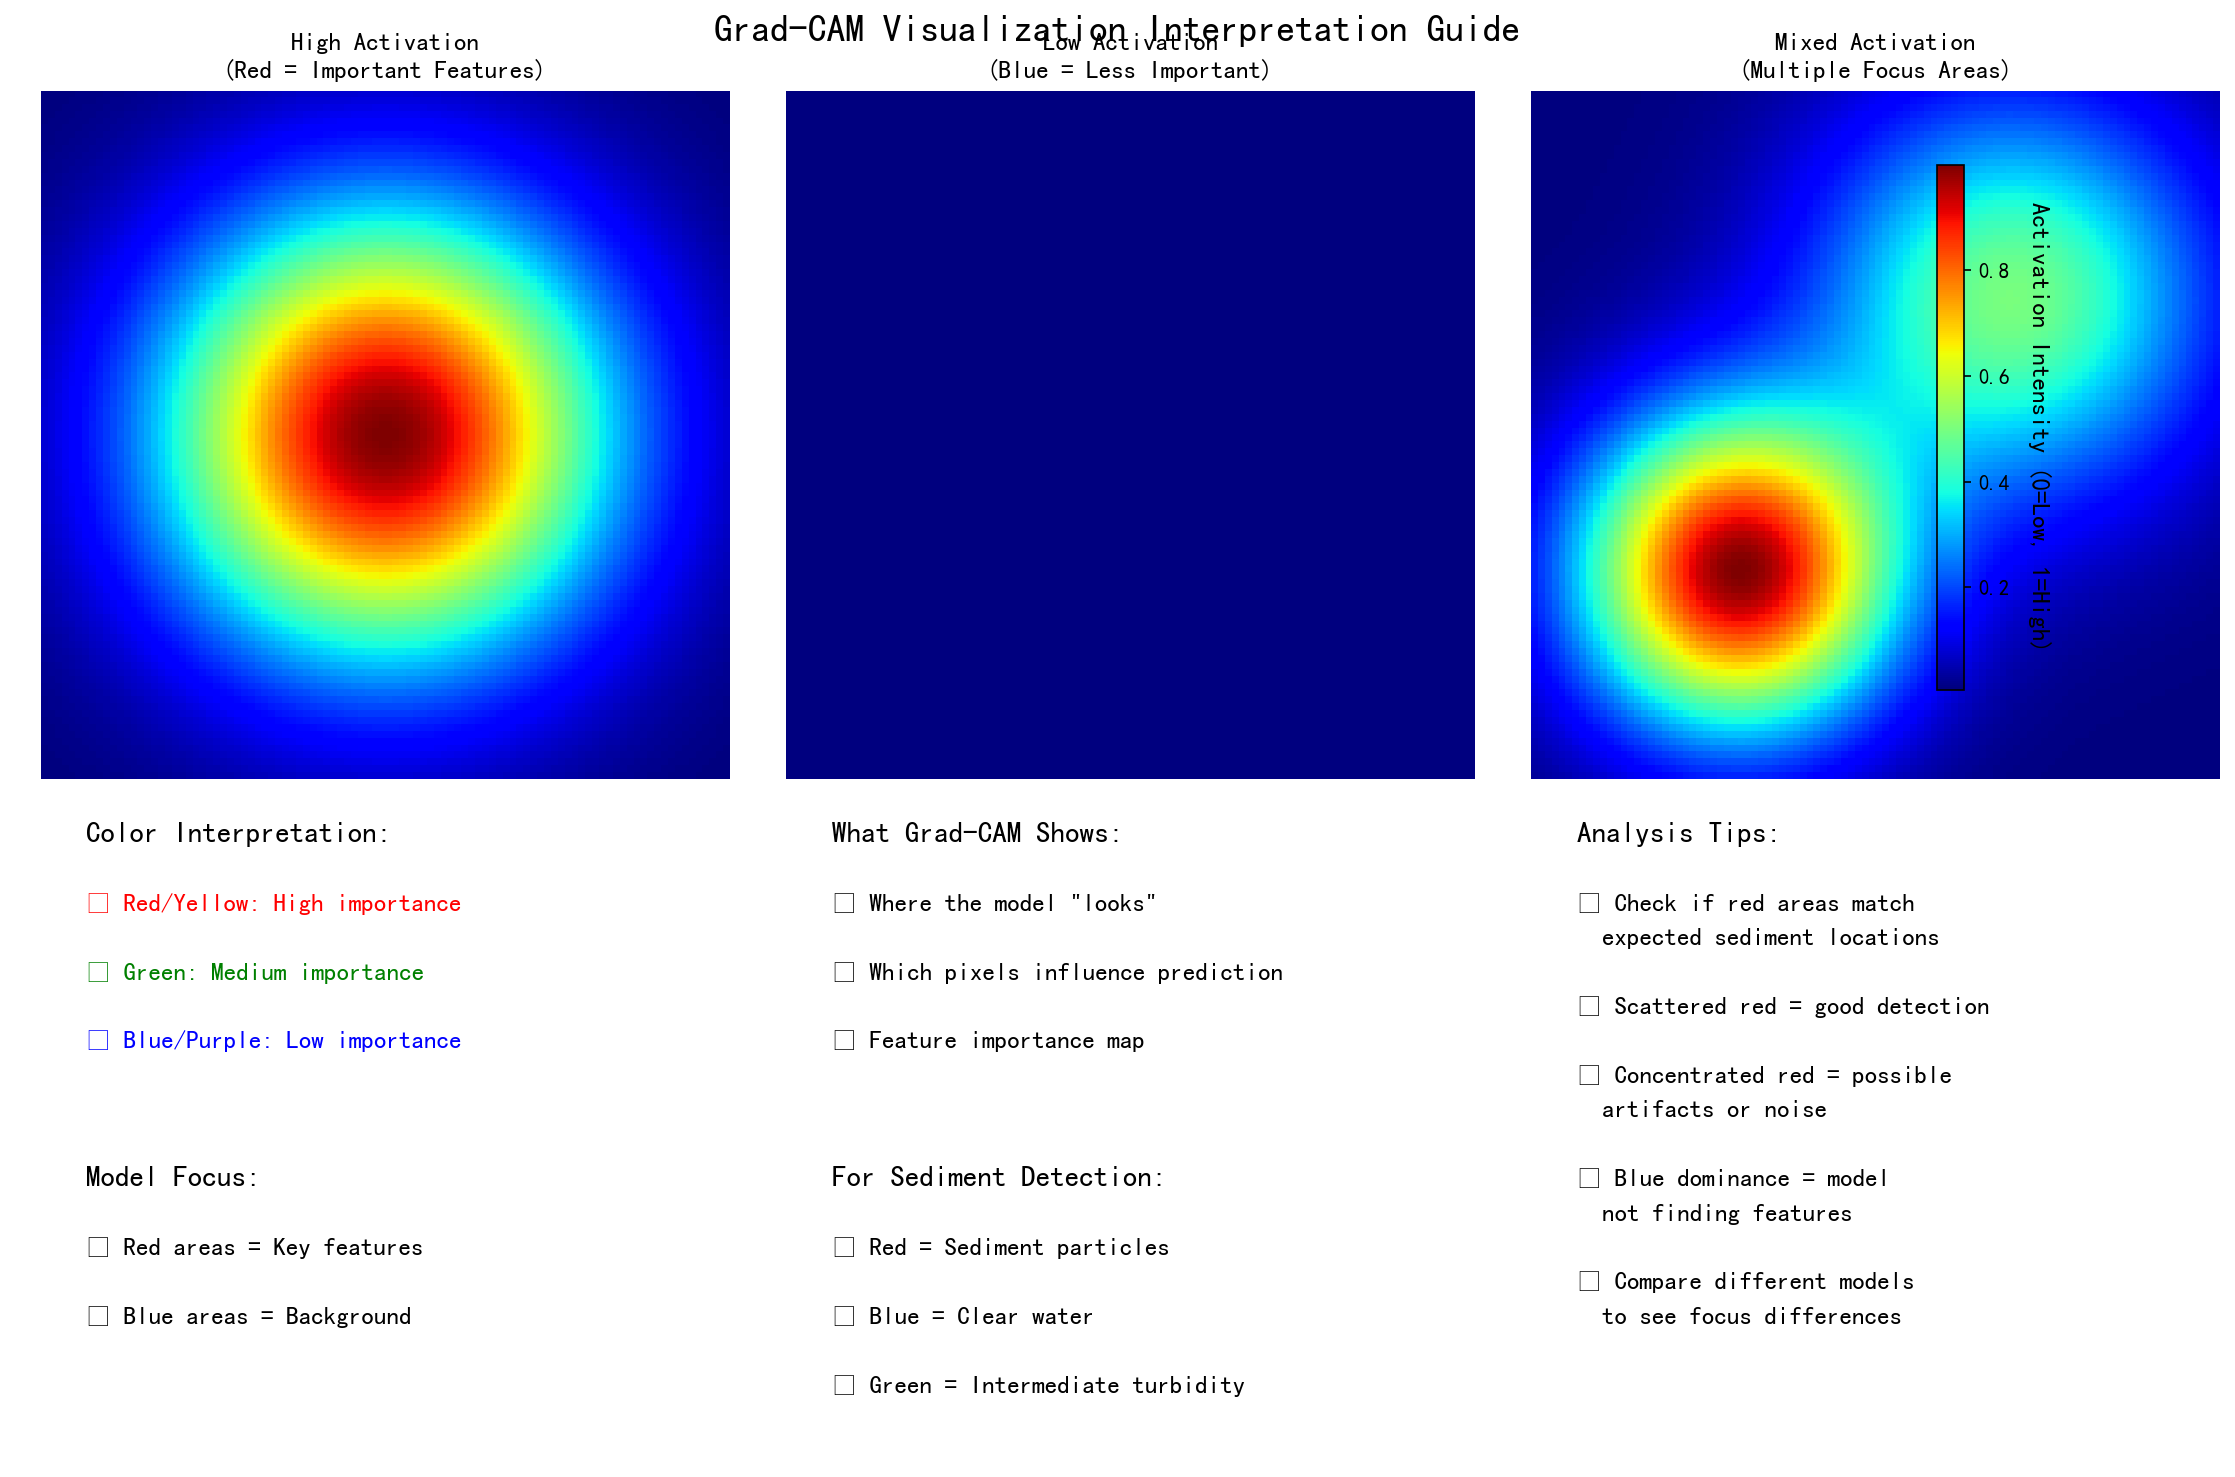 Grad-CAM Visualization Interpretation Guide
High Activation
(Red = Important Features)
Low Activation
(Blue = Less Important)
Mixed Activation
(Multiple Focus Areas)
0.8
0.6
0.4
0.2
Activation Intensity (0=Low, 1=High)
Color Interpretation:
□ Red/Yellow: High importance
□ Green: Medium importance
□ Blue/Purple: Low importance
Model Focus:
□ Red areas = Key features
□ Blue areas = Background
What Grad-CAM Shows:
□ Where the model "looks"
□ Which pixels influence prediction
□ Feature importance map
For Sediment Detection:
□ Red = Sediment particles
□ Blue = Clear water
□ Green = Intermediate turbidity
Analysis Tips:
□ Check if red areas match
expected sediment locations
□ Scattered red = good detection
□ Concentrated red = possible
artifacts or noise
□ Blue dominance = model
not finding features
□ Compare different models
to see focus differences